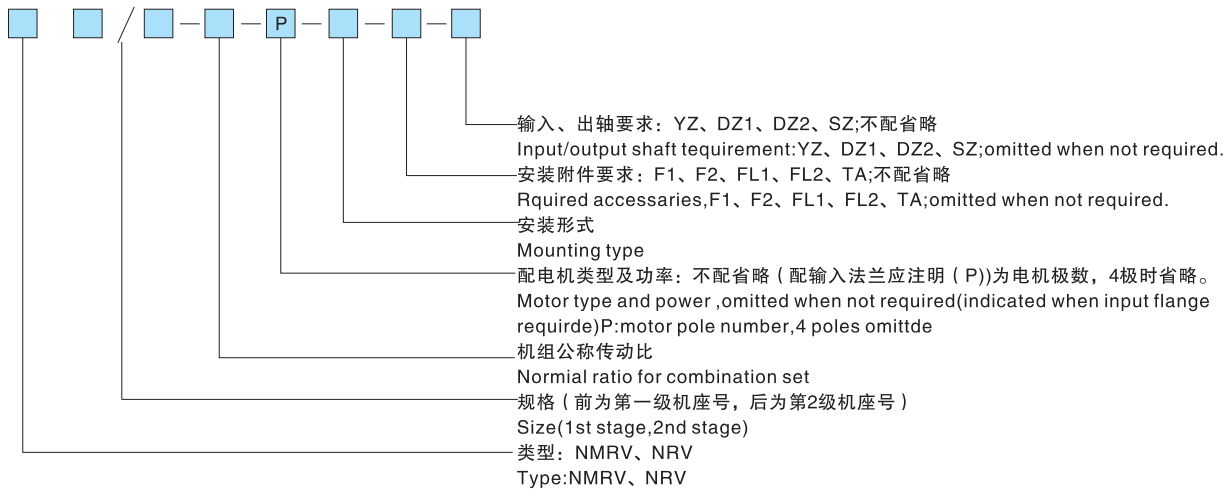 P
输入、出轴要求：YZ、DZ1、DZ2、SZ;不配省略
Input/output shaft tequirement:YZ、DZ1、DZ2、SZ;omitted when not required.
安装附件要求：F1、F2、FL1、FL2、TA;不配省略
Rquired accessaries,F1、F2、FL1、FL2、TA;omitted when not required.
安装形式
Mounting type
配电机类型及功率：不配省略（配输入法兰应注明（P))为电机极数，4极时省略。
Motor type and power ,omitted when not required(indicated when input flange
requirde)P:motor pole number,4 poles omittde
机组公称传动比
Normial ratio for combination set
规格（前为第一级机座号，后为第2级机座号）
Size(1st stage,2nd stage)
类型：NMRV、NRV
Type:NMRV、NRV